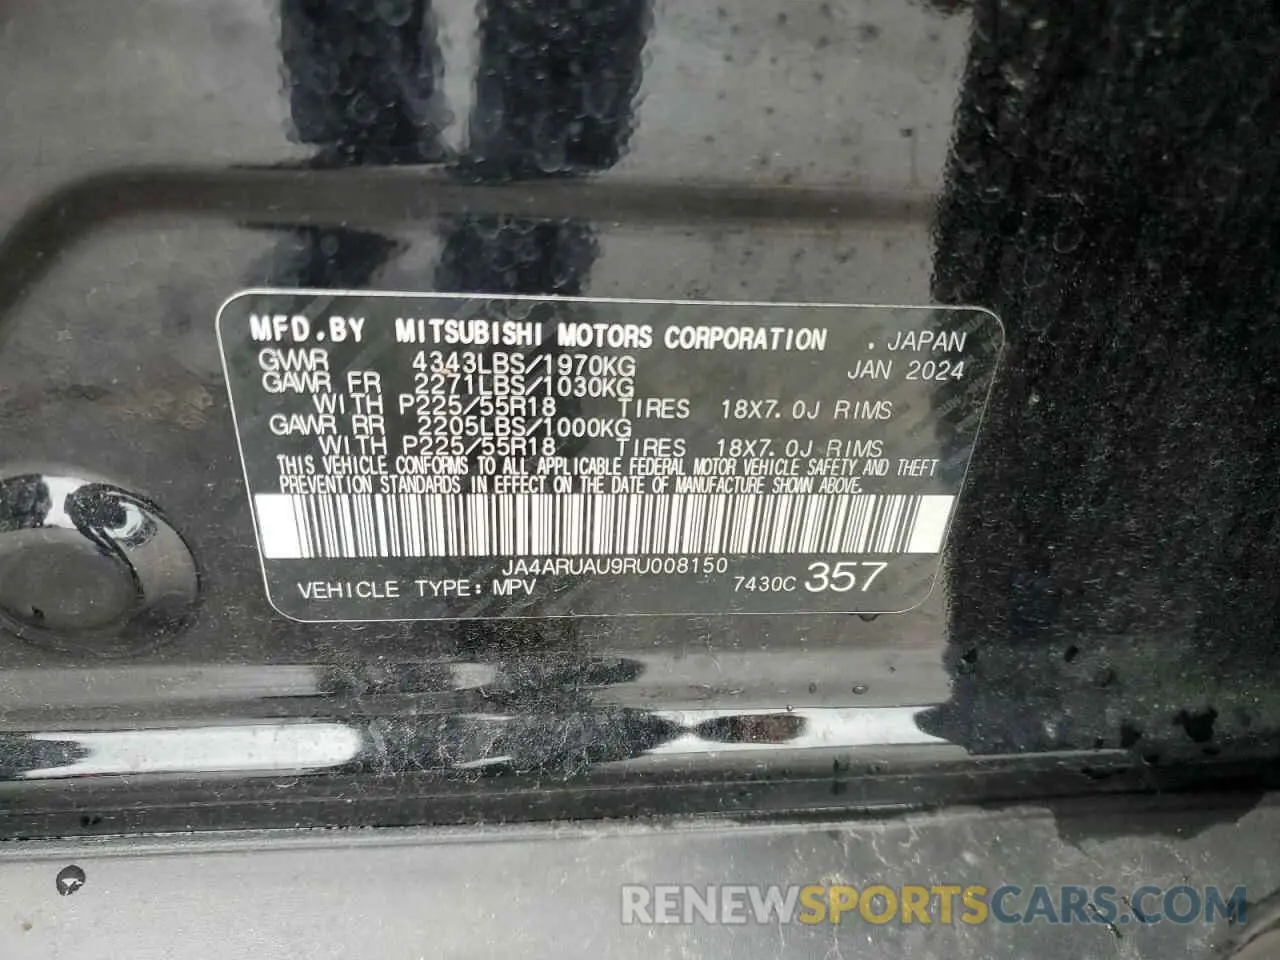 MFD.BY MITSUBISHI MOTORS CORPORATION . JAPAN
GVWR 4343LBS/1970KG JAN 2024
GAWR FR 2271LBS/1030KG
WITH P225/55R18 TIRES 18X7.0J RIMS
GAWR RR 2205LBS/1000KG
WITH P225/55R18 TIRES 18X7.0J RIMS
THIS VEHICLE CONFORMS TO ALL APPLICABLE FEDERAL MOTOR VEHICLE SAFETY AND THEFT
PREVENTION STANDARDS IN EFFECT ON THE DATE OF MANUFACTURE SHOWN ABOVE.
JA4ARUAU9RU008150
VEHICLE TYPE: MPV 7430C 357
RENEWSPORTSCARS.COM